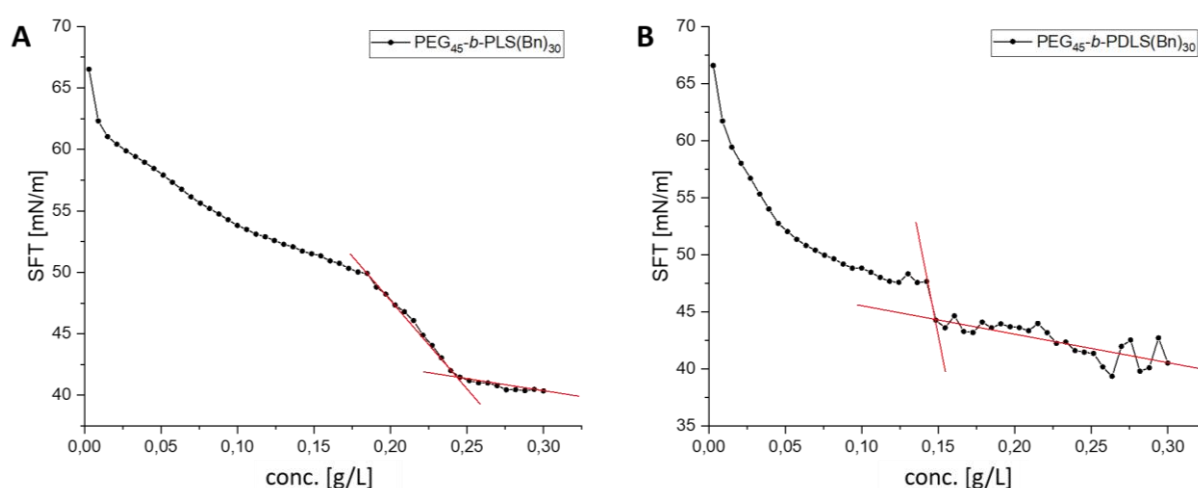 A
PEG₄₅-b-PLS(Bn)₃₀
SFT [mN/m]
70
65
60
55
50
45
40
0,00 0,05 0,10 0,15 0,20 0,25 0,30
conc. [g/L]
B
PEG₄₅-b-PDLS(Bn)₃₀
SFT [mN/m]
70
65
60
55
50
45
40
35
0,00 0,05 0,10 0,15 0,20 0,25 0,30
conc. [g/L]